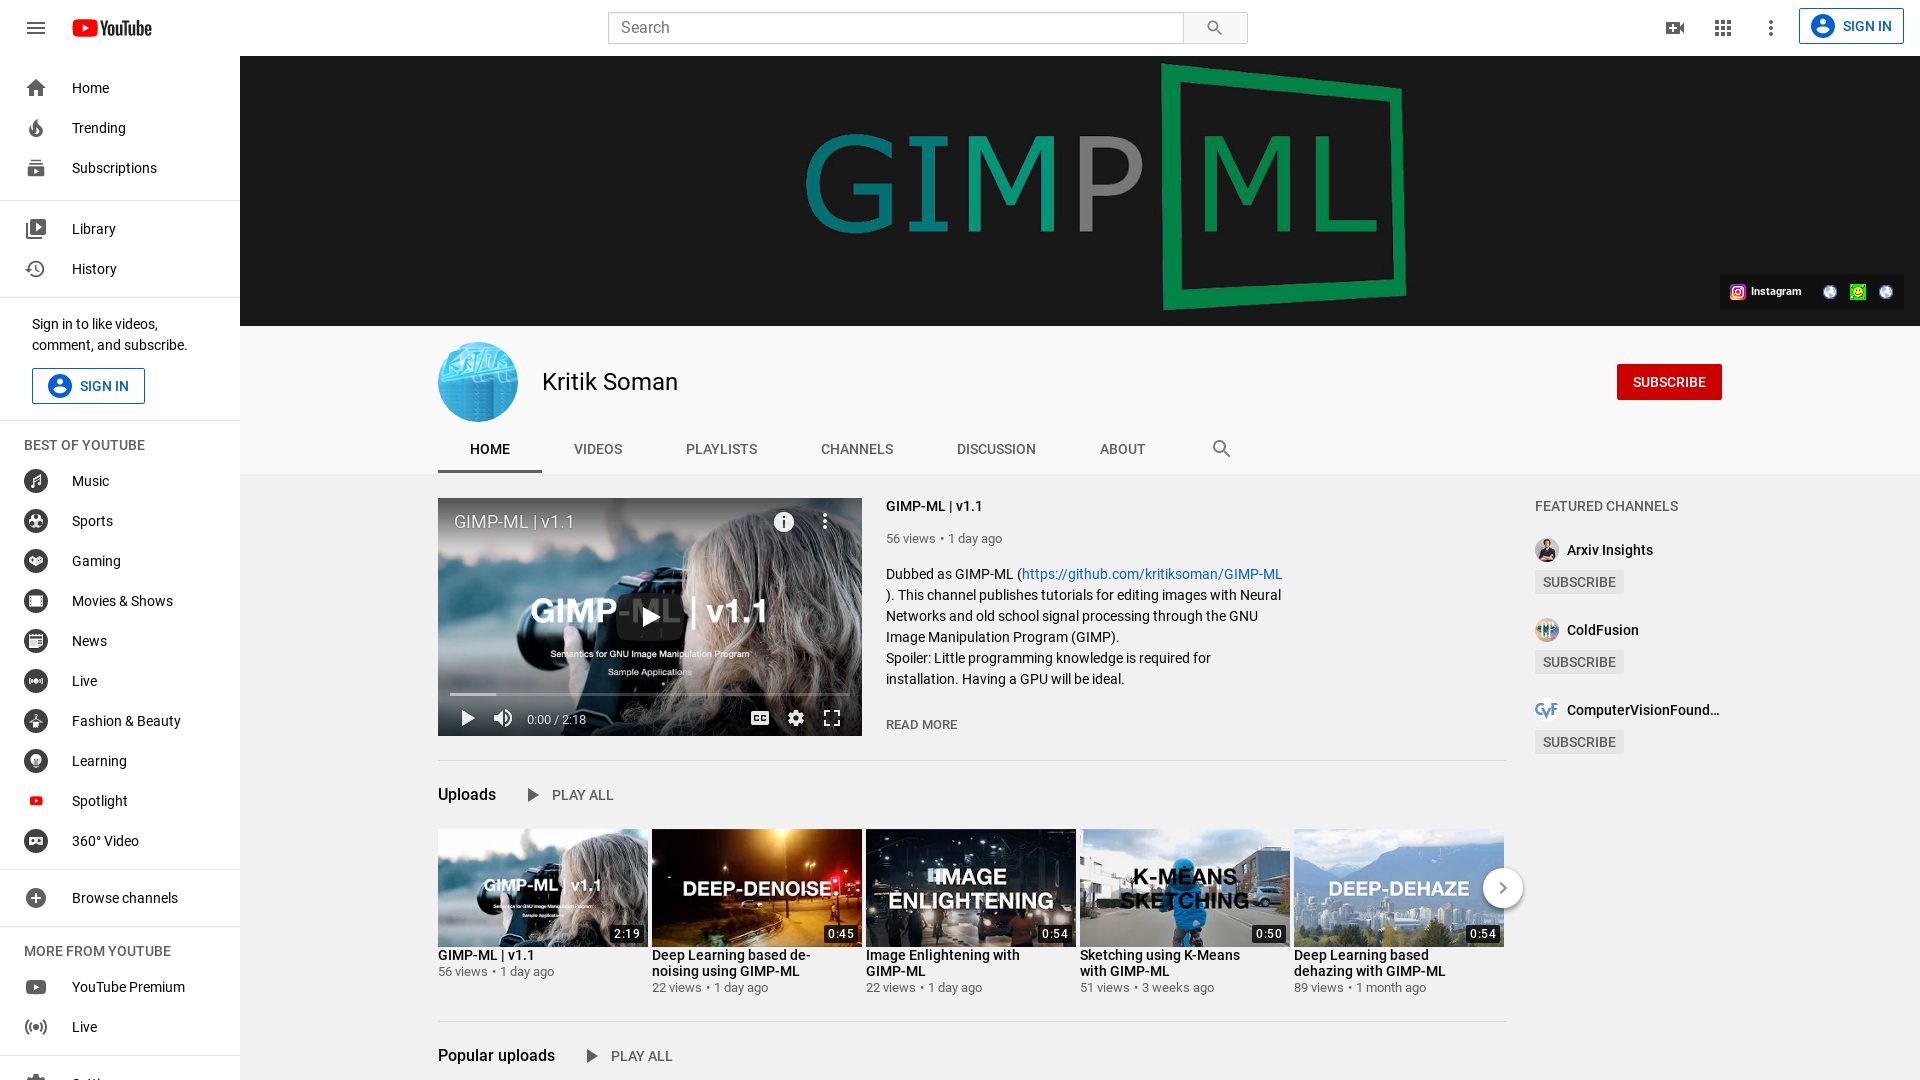 YouTube
Search
SIGN IN
Home
Trending
Subscriptions
Library
History
Sign in to like videos,
comment, and subscribe.
SIGN IN
BEST OF YOUTUBE
Music
Sports
Gaming
Movies & Shows
News
Live
Fashion & Beauty
Learning
Spotlight
360° Video
Browse channels
MORE FROM YOUTUBE
YouTube Premium
Live
GIMP ML
Instagram
Kritik Soman
SUBSCRIBE
HOME
VIDEOS
PLAYLISTS
CHANNELS
DISCUSSION
ABOUT
GIMP-ML | v1.1
GIMP-ML | v1.1
Semantics for GNU Image Manipulation Program
Sample Applications
0:00 / 2:18
GIMP-ML | v1.1
56 views • 1 day ago
Dubbed as GIMP-ML (https://github.com/kritiksoman/GIMP-ML
). This channel publishes tutorials for editing images with Neural
Networks and old school signal processing through the GNU
Image Manipulation Program (GIMP).
Spoiler: Little programming knowledge is required for
installation. Having a GPU will be ideal.
READ MORE
FEATURED CHANNELS
Arxiv Insights
SUBSCRIBE
ColdFusion
SUBSCRIBE
ComputerVisionFound...
SUBSCRIBE
Uploads
PLAY ALL
GIMP-ML | v1.1
Semantics for GNU Image Manipulation Program
Sample Applications
2:19
GIMP-ML | v1.1
56 views • 1 day ago
DEEP-DENOISE
0:45
Deep Learning based de-
noising using GIMP-ML
22 views • 1 day ago
IMAGE
ENLIGHTENING
0:54
Image Enlightening with
GIMP-ML
22 views • 1 day ago
K-MEANS
SKETCHING
0:50
Sketching using K-Means
with GIMP-ML
51 views • 3 weeks ago
DEEP-DEHAZE
0:54
Deep Learning based
dehazing with GIMP-ML
89 views • 1 month ago
Popular uploads
PLAY ALL